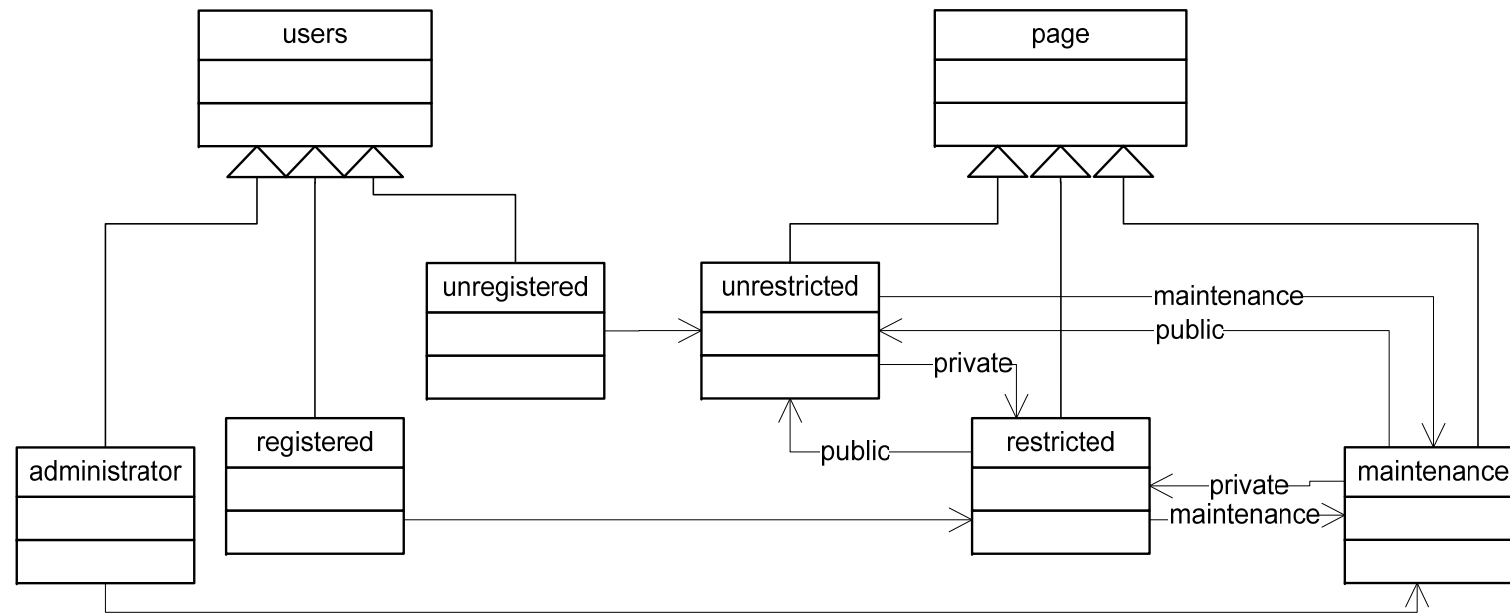 users
page
unregistered
unrestricted
maintenance
public
private
registered
restricted
public
administrator
maintenance
private
maintenance